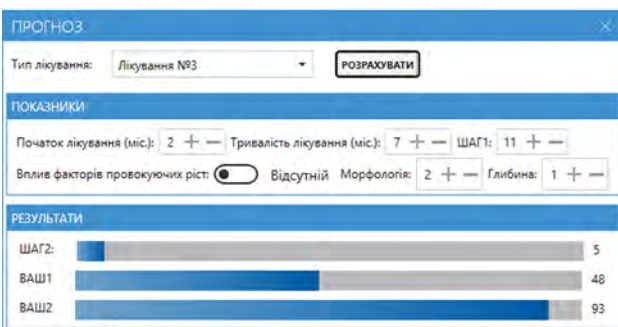 ПРОГНОЗ
Тип лікування: Лікування №3 РОЗРАХУВАТИ
ПОКАЗНИКИ
Початок лікування (міс.): 2 + — Тривалість лікування (міс.): 7 + — ШАГ1: 11 + —
Вплив факторів провокуючих ріст: Відсутній Морфологія: 2 + — Глибина: 1 + —
РЕЗУЛЬТАТИ
ШАГ2: 5
ВАШ1 48
ВАШ2 93